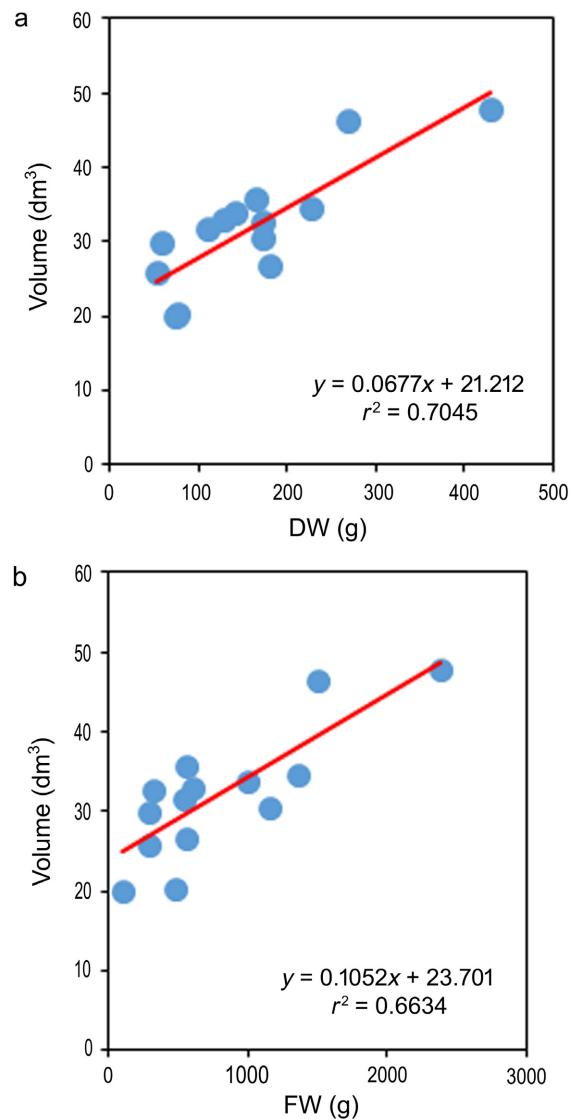 a
60
50
40
30
20
10
0
Volume (dm³)
y = 0.0677x + 21.212
r² = 0.7045
0 100 200 300 400 500
DW (g)
b
60
50
40
30
20
10
0
Volume (dm³)
y = 0.1052x + 23.701
r² = 0.6634
0 1000 2000 3000
FW (g)